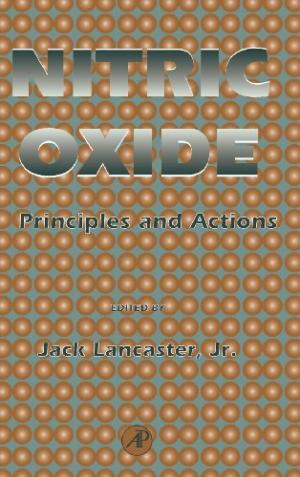 NITRIC
OXIDE
Principles and Actions
EDITED BY
Jack Lancaster, Jr.
AP